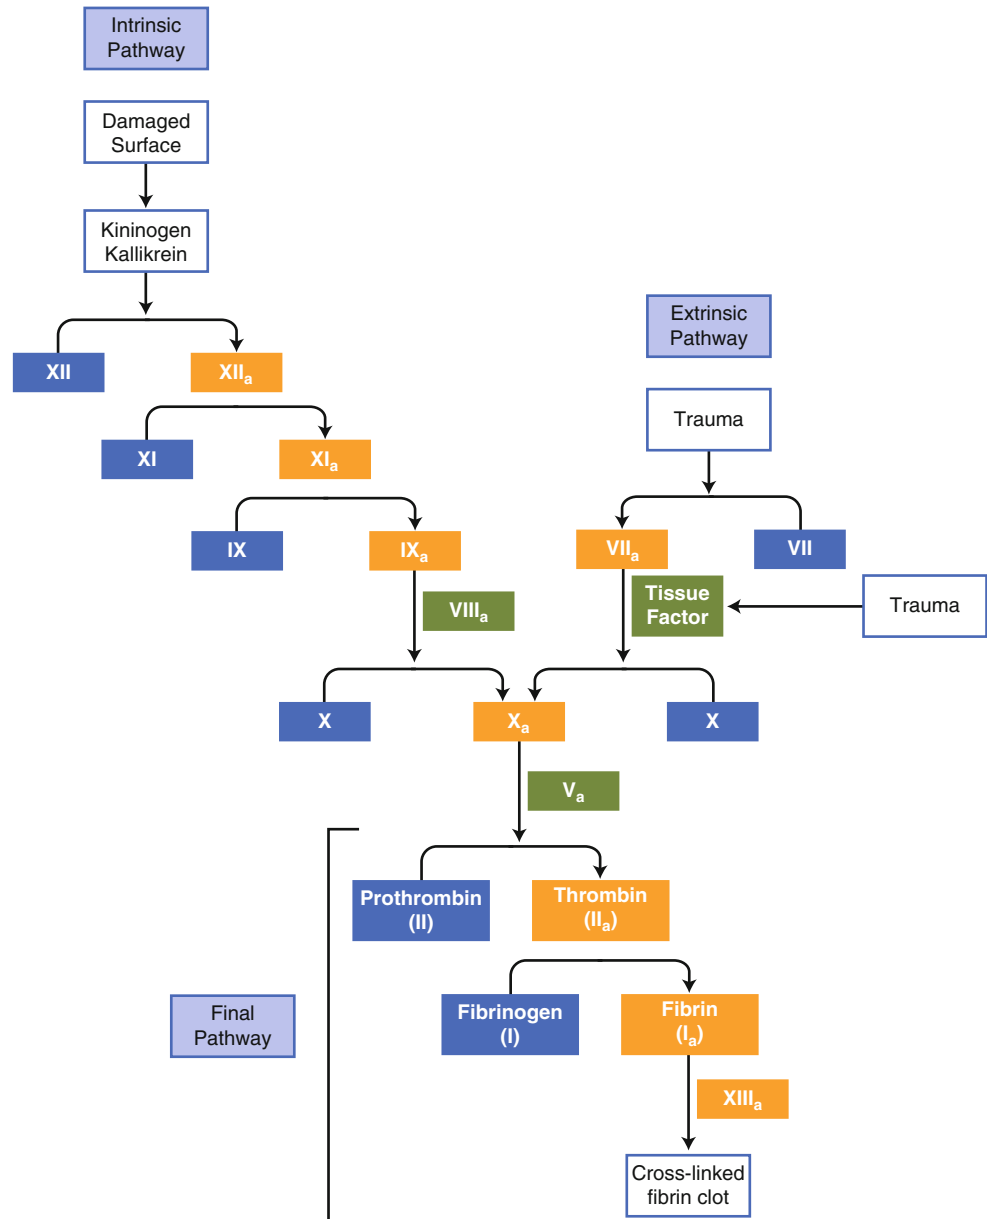 Intrinsic
Pathway
Damaged
Surface
Kininogen
Kallikrein
XII
XIIa
XI
XIa
IX
IXa
VIIIa
X
Xa
Extrinsic
Pathway
Trauma
VIIa
VII
Tissue
Factor
Trauma
X
Va
Final
Pathway
Prothrombin
(II)
Thrombin
(IIa)
Fibrinogen
(I)
Fibrin
(Ia)
XIIIa
Cross-linked
fibrin clot